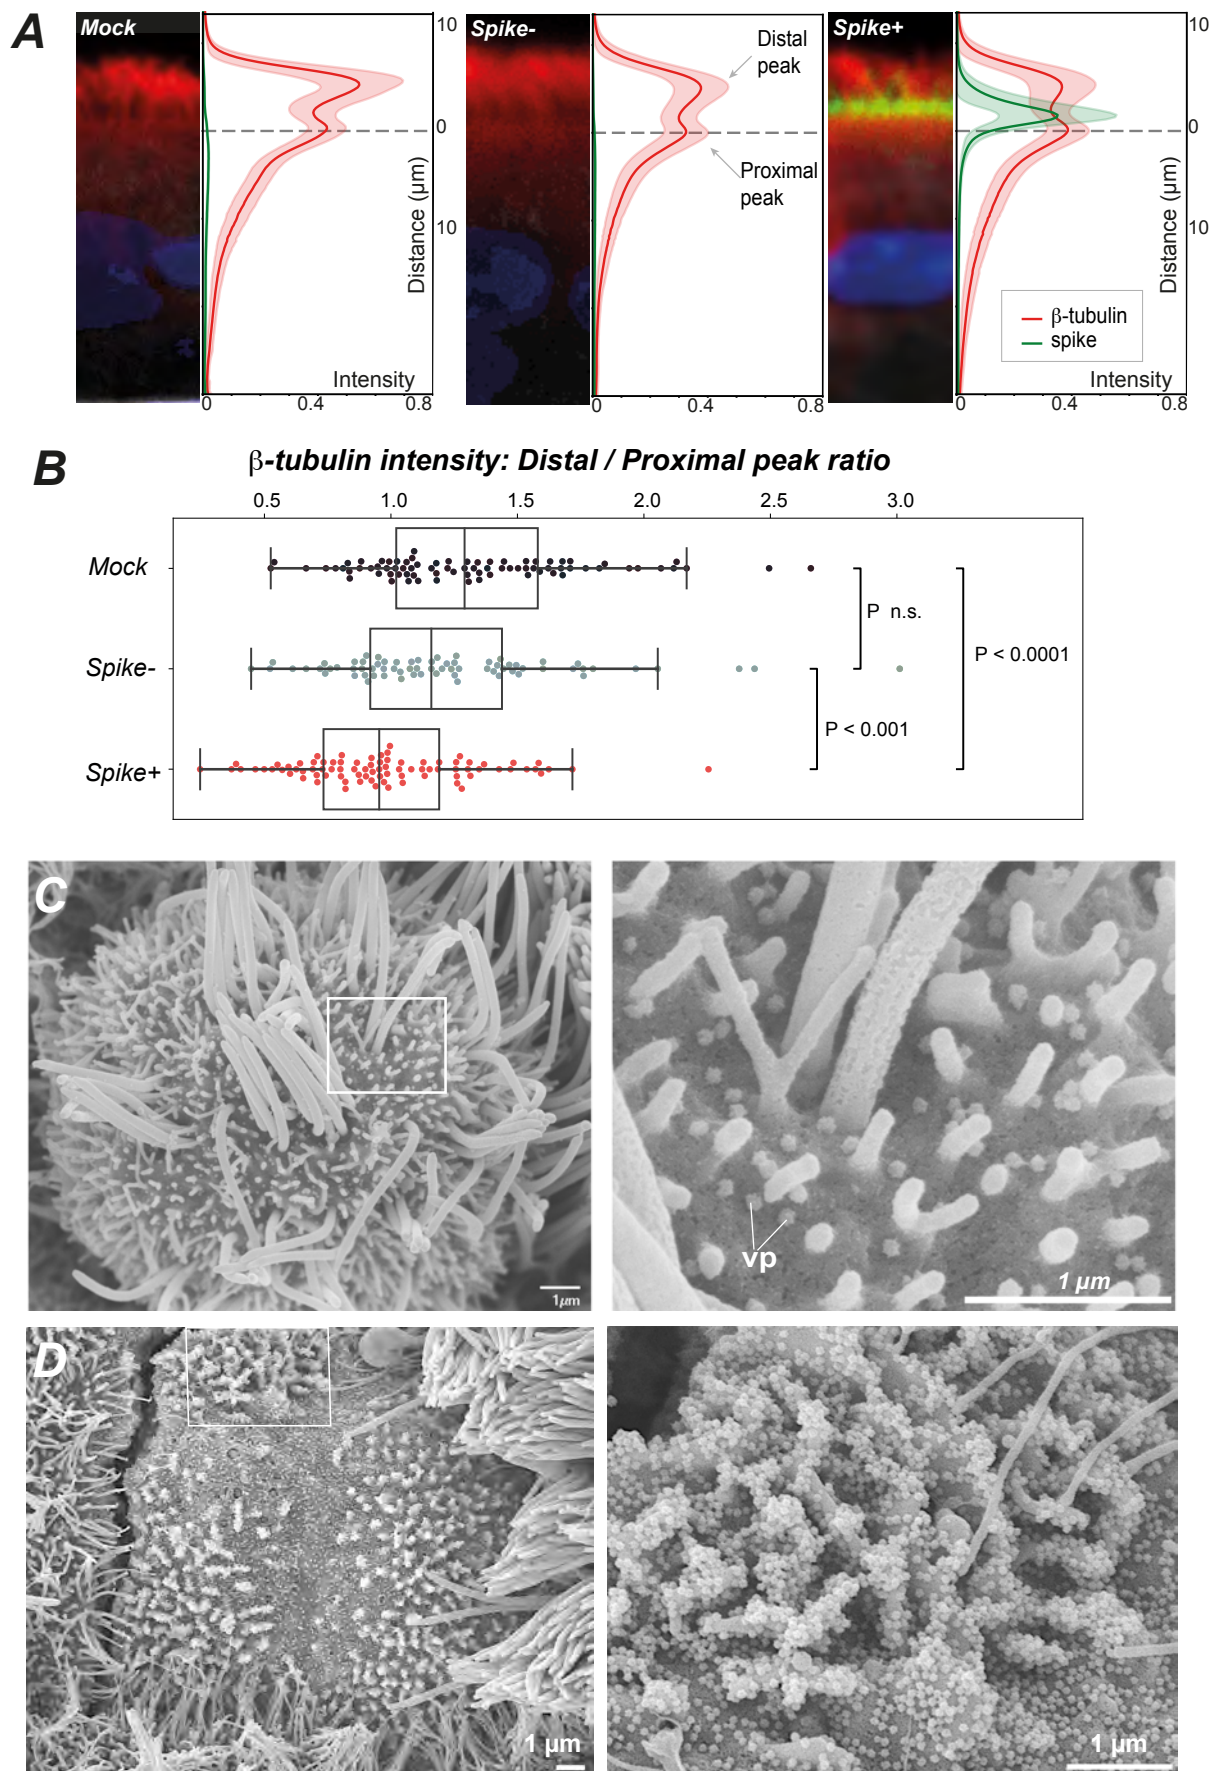 A
Mock
10
0
10
Distance (µm)
Intensity
0
0.4
0.8
Spike-
Distal
peak
Proximal
peak
0
0.4
0.8
Spike+
10
0
10
Distance (µm)
β-tubulin
spike
Intensity
0
0.4
0.8
B
β-tubulin intensity: Distal / Proximal peak ratio
0.5 1.0 1.5 2.0 2.5 3.0
Mock
Spike-
Spike+
P n.s.
P < 0.001
P < 0.0001
C
1µm
vp
1 µm
D
1 µm
1 µm